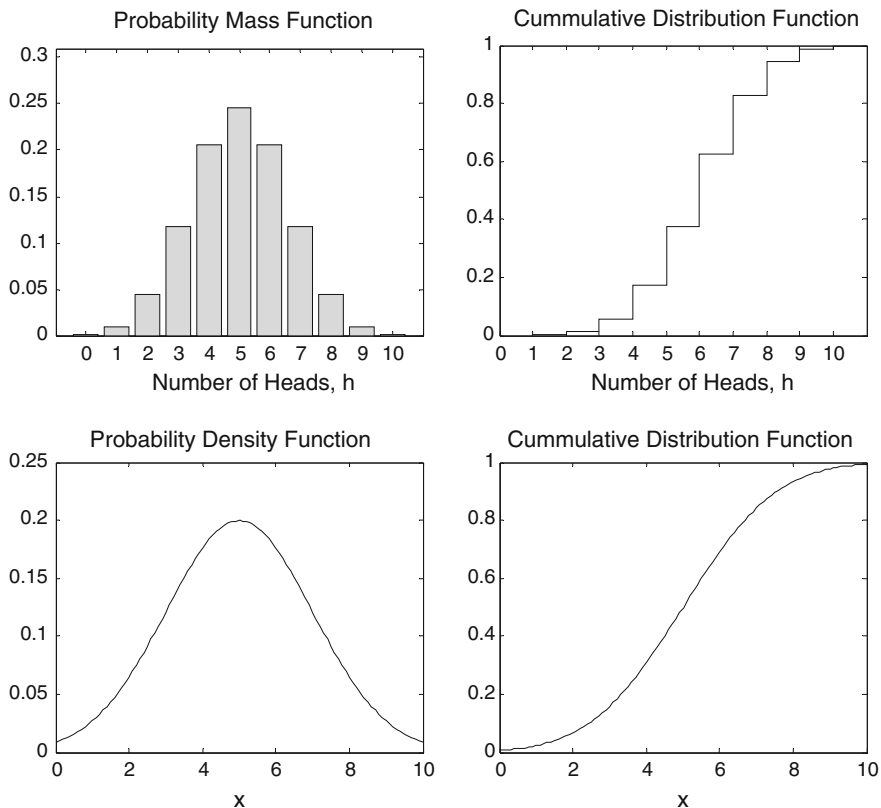 Probability Mass Function
0.3
0.25
0.2
0.15
0.1
0.05
0
0 1 2 3 4 5 6 7 8 9 10
Number of Heads, h
Cummulative Distribution Function
1
0.8
0.6
0.4
0.2
0
0 1 2 3 4 5 6 7 8 9 10
Number of Heads, h
Probability Density Function
0.25
0.2
0.15
0.1
0.05
0
0 2 4 6 8 10
x
Cummulative Distribution Function
1
0.8
0.6
0.4
0.2
0
0 2 4 6 8 10
x